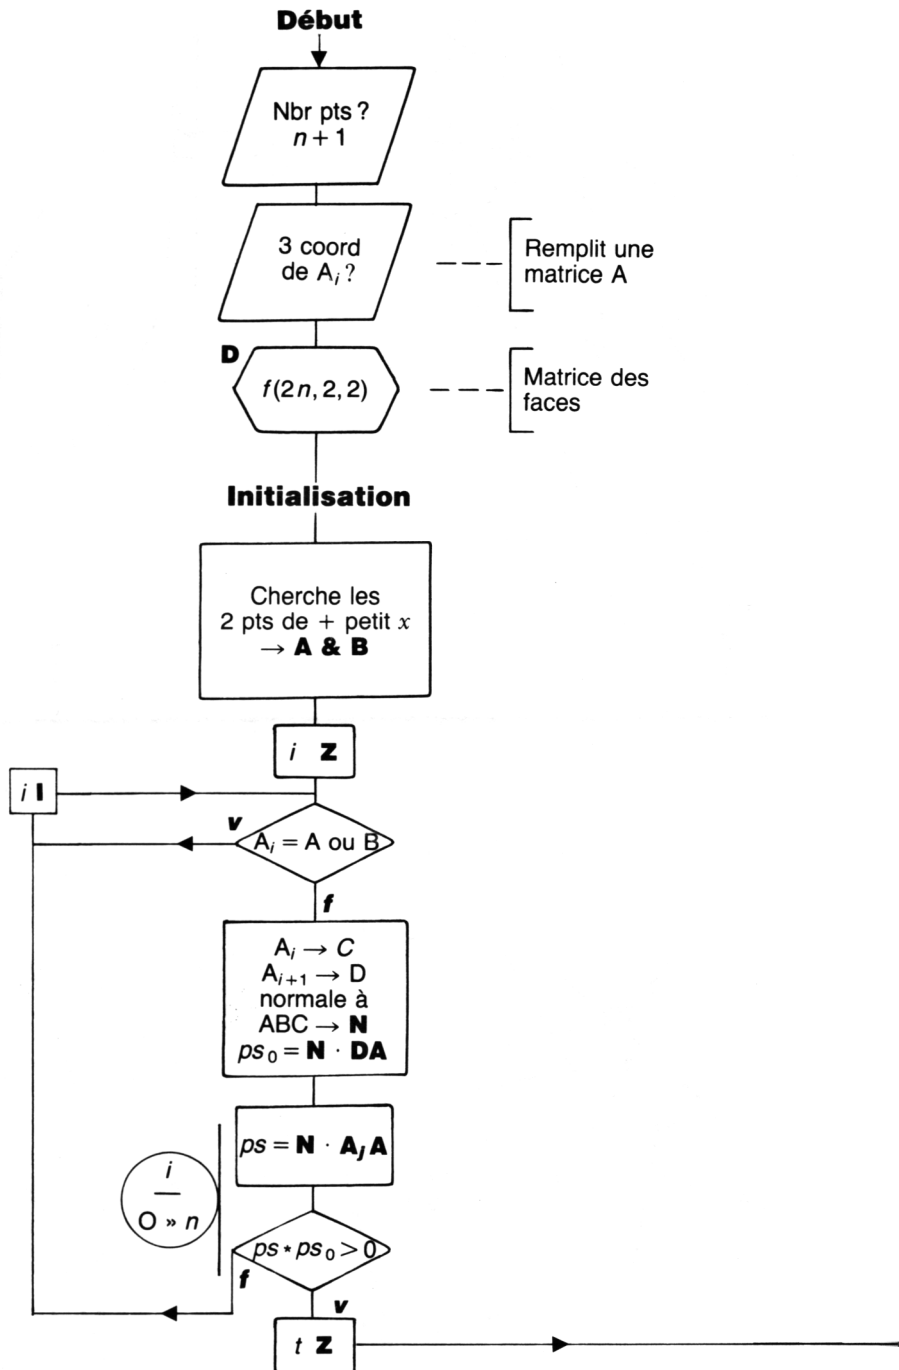 Début
Nbr pts ?
n + 1
3 coord
de Aᵢ ?
Remplit une
matrice A
D
f(2n, 2, 2)
Matrice des
faces
Initialisation
Cherche les
2 pts de + petit x
→ A & B
i Z
i I
v
Aᵢ = A ou B
f
Aᵢ → C
Aᵢ₊₁ → D
normale à
ABC → N
ps₀ = N · DA
ps = N · AⱼA
i
O » n
ps * ps₀ > 0
f
v
t Z